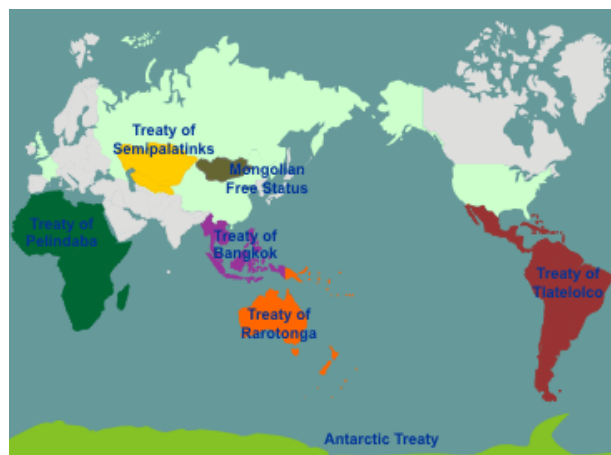 Treaty of
Semipalatinks
Mongolian
Free Status
Treaty of
Pelindaba
Treaty of
Bangkok
Treaty of
Tlatelolco
Treaty of
Rarotonga
Antarctic Treaty